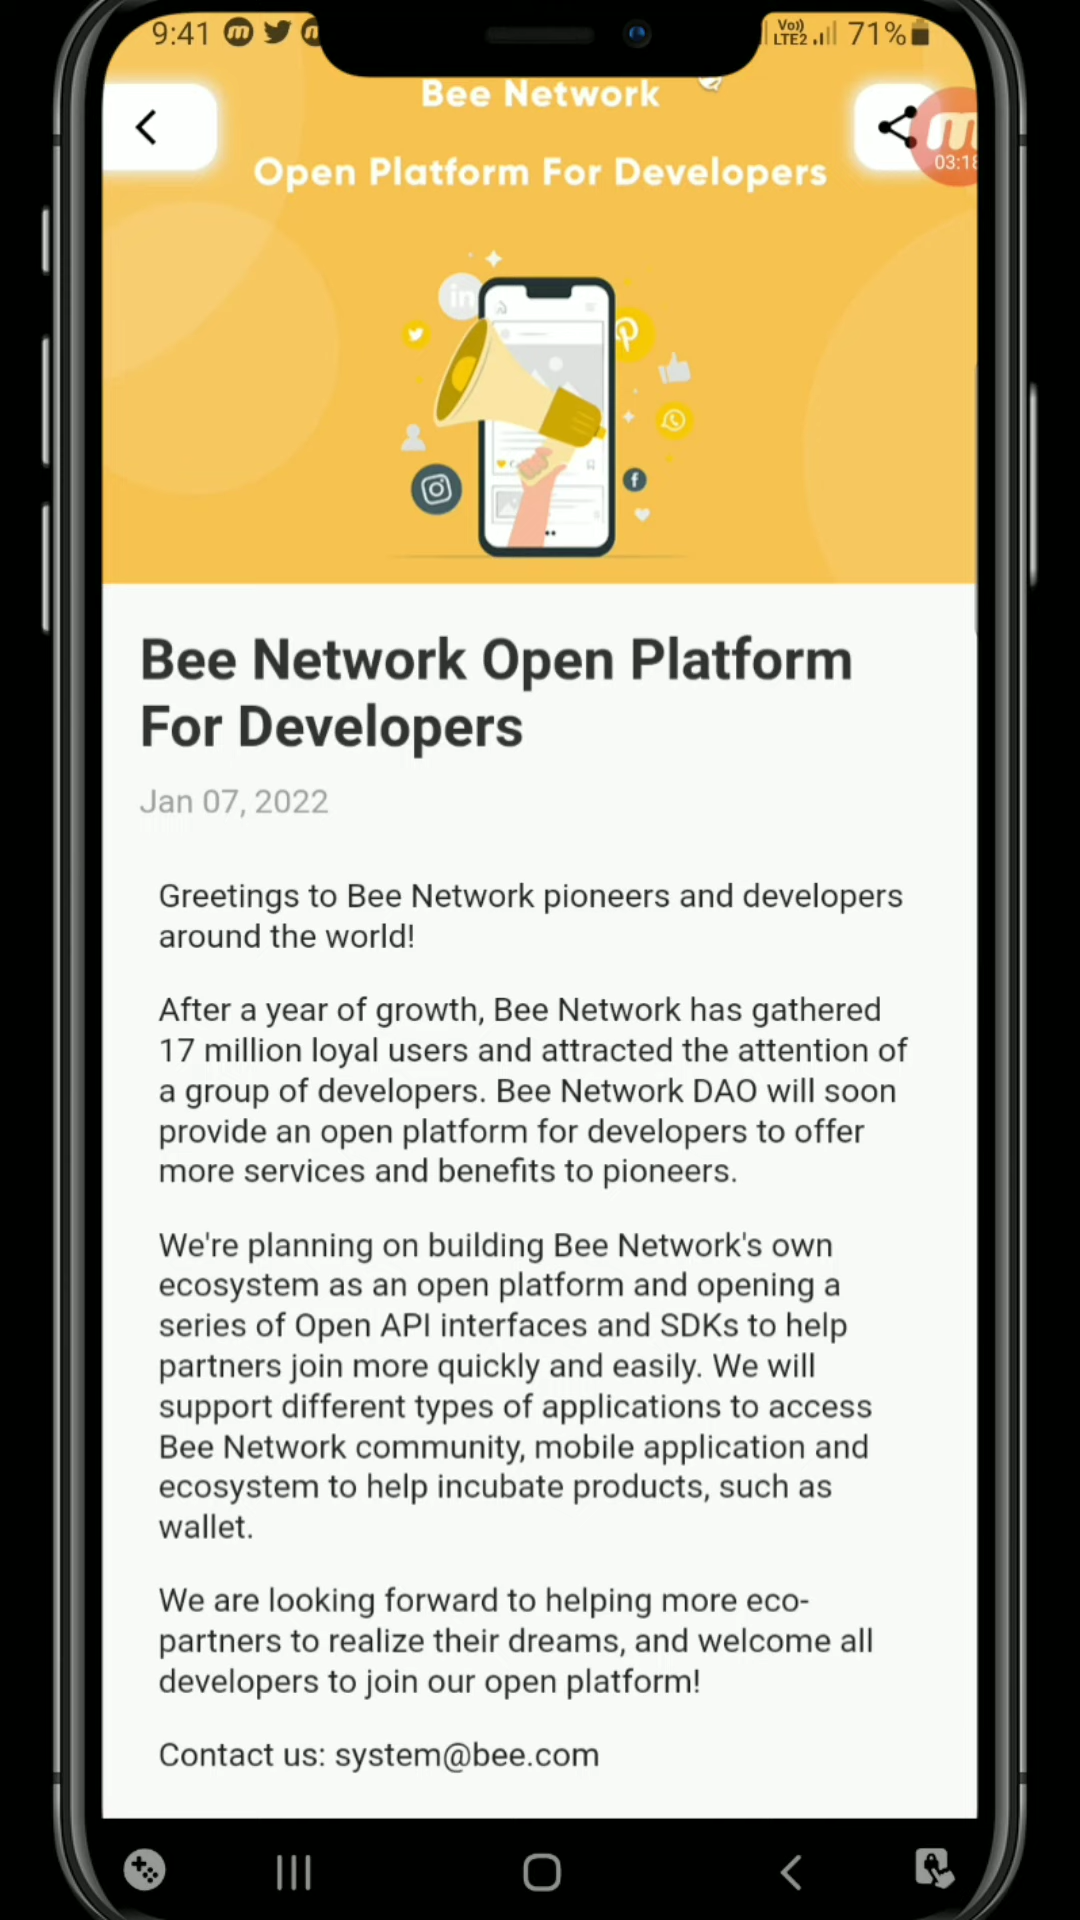 9:41
Vo))
LTE2
71%
Bee Network
Open Platform For Developers
03:18
in
Bee Network Open Platform
For Developers
Jan 07, 2022
Greetings to Bee Network pioneers and developers
around the world!
After a year of growth, Bee Network has gathered
17 million loyal users and attracted the attention of
a group of developers. Bee Network DAO will soon
provide an open platform for developers to offer
more services and benefits to pioneers.
We're planning on building Bee Network's own
ecosystem as an open platform and opening a
series of Open API interfaces and SDKs to help
partners join more quickly and easily. We will
support different types of applications to access
Bee Network community, mobile application and
ecosystem to help incubate products, such as
wallet.
We are looking forward to helping more eco-
partners to realize their dreams, and welcome all
developers to join our open platform!
Contact us: system@bee.com